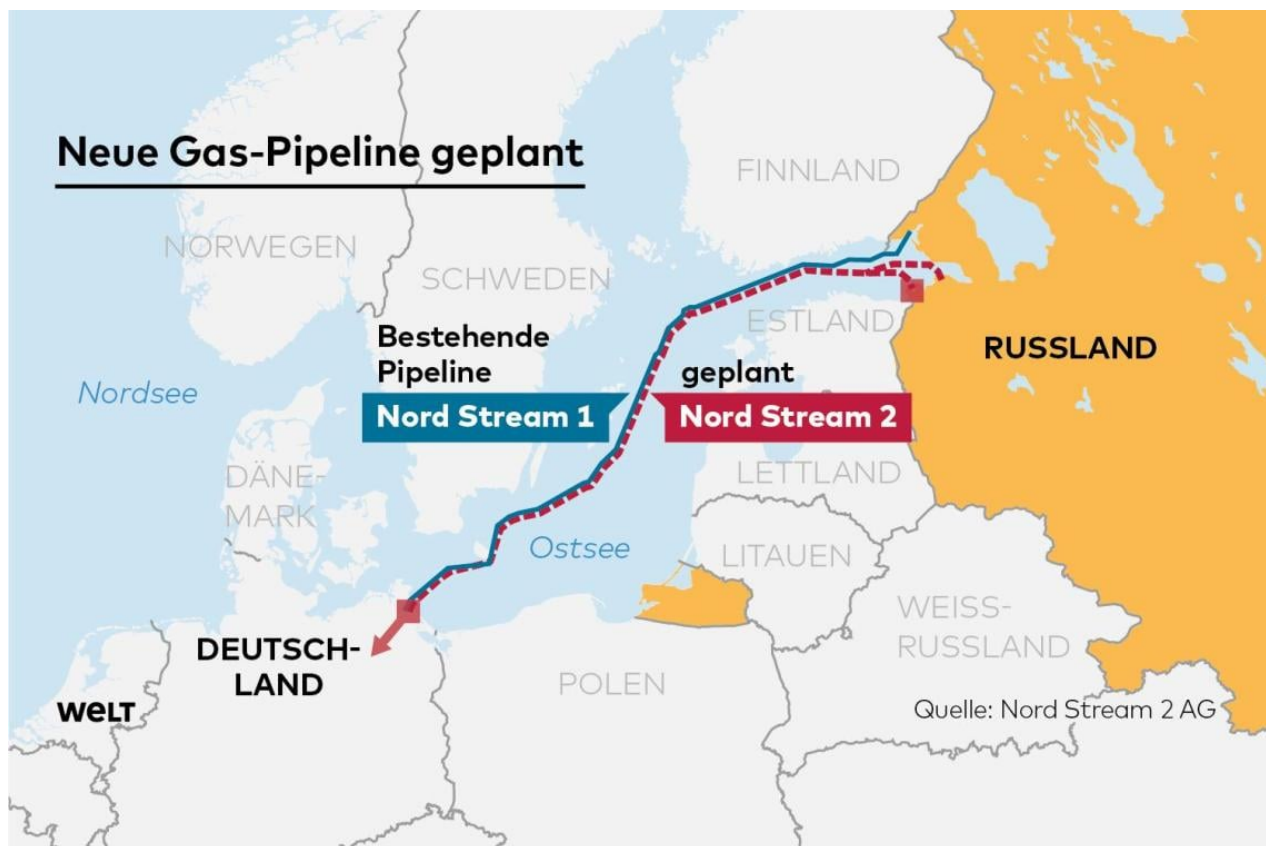 Neue Gas-Pipeline geplant
FINNLAND
NORWEGEN
SCHWEDEN
ESTLAND
Bestehende
Pipeline
Nord Stream 1
geplant
Nord Stream 2
RUSSLAND
Nordsee
DÄNE-
MARK
LETTLAND
Ostsee
LITAUEN
WEISS-
RUSSLAND
DEUTSCH-
LAND
POLEN
WELT
Quelle: Nord Stream 2 AG